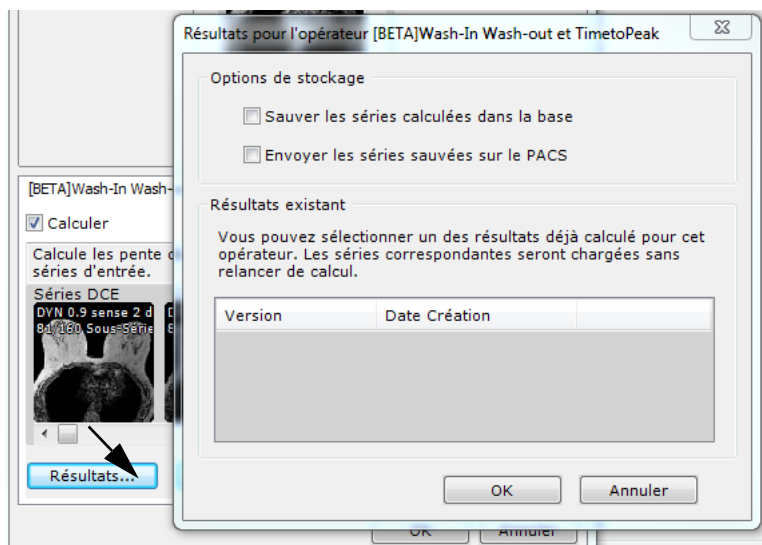 Résultats pour l'opérateur [BETA]Wash-In Wash-out et TimetoPeak
Options de stockage
Sauver les séries calculées dans la base
Envoyer les séries sauvées sur le PACS
Résultats existant
Vous pouvez sélectionner un des résultats déjà calculé pour cet
opérateur. Les séries correspondantes seront chargées sans
relancer de calcul.
Version Date Création
OK Annuler
[BETA]Wash-In Wash-
Calculer
Calcule les pente
séries d'entrée.
Séries DCE
DYN 0.9 sense 2 d
81/160 Sous-Série
Résultats...
OK Annuler